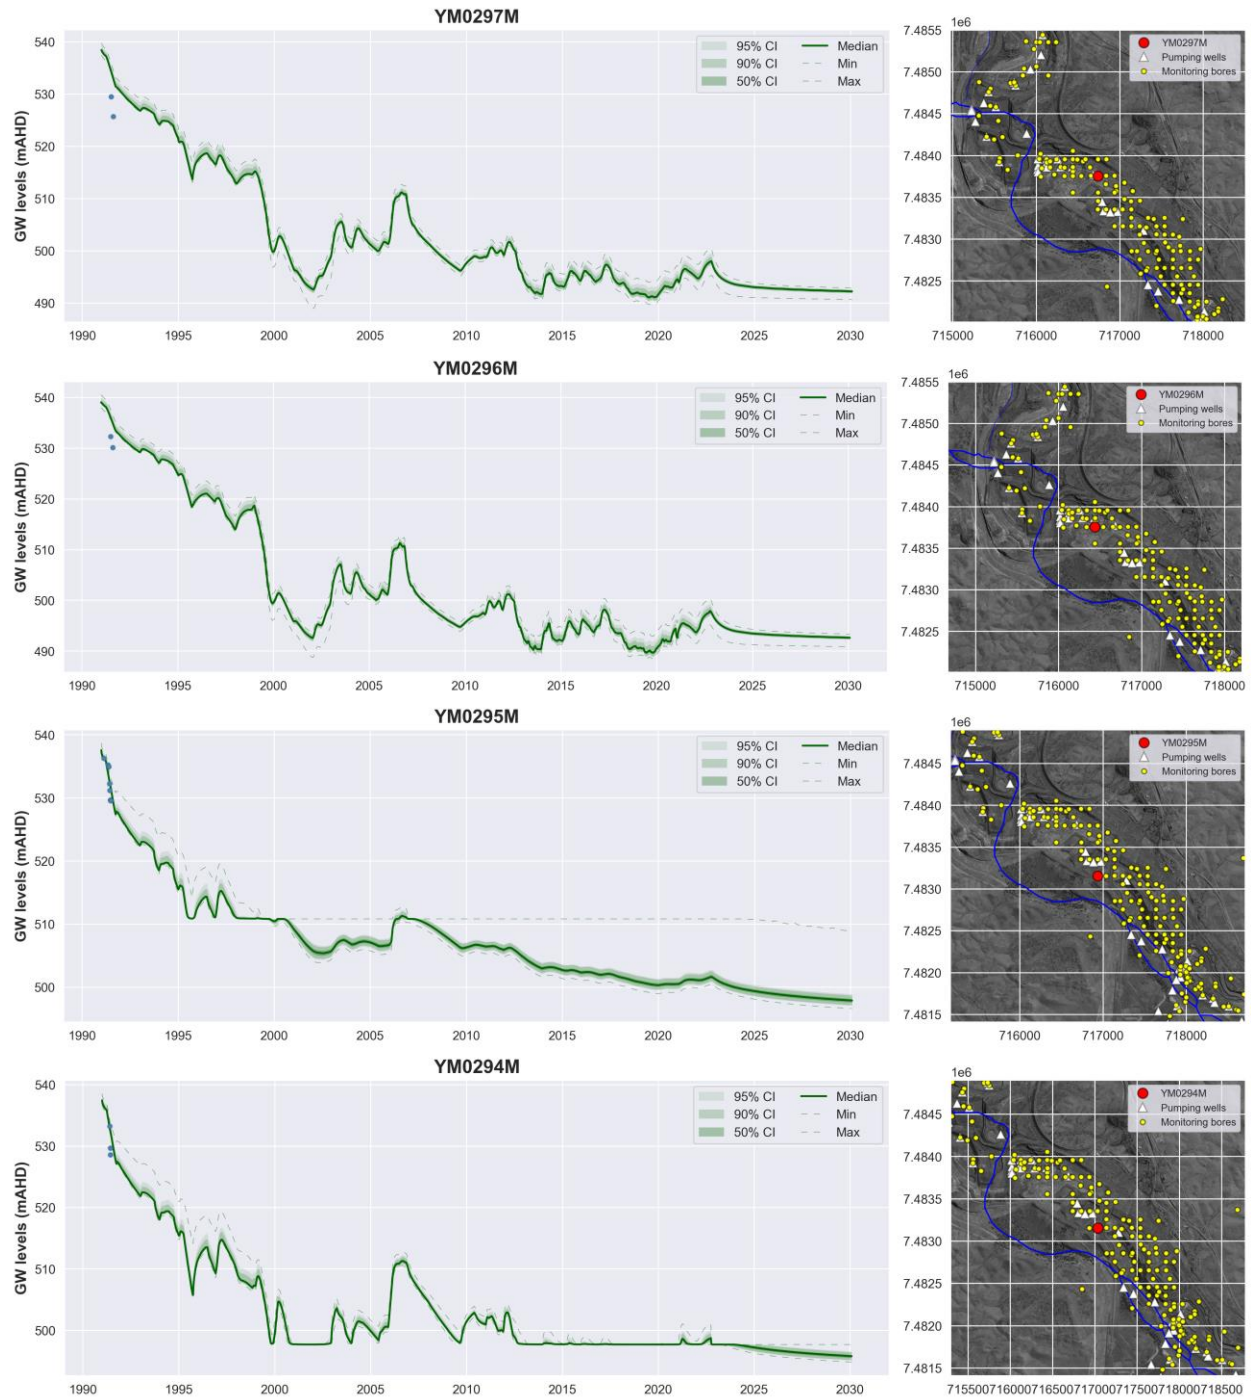 YM0297M
GW levels (mAHD)
540
530
520
510
500
490
1990 1995 2000 2005 2010 2015 2020 2025 2030
95% CI Median
90% CI Min
50% CI Max
1e6
7.4855
7.4850
7.4845
7.4840
7.4835
7.4830
7.4825
715000 716000 717000 718000
YM0297M
Pumping wells
Monitoring bores
YM0296M
GW levels (mAHD)
540
530
520
510
500
490
1990 1995 2000 2005 2010 2015 2020 2025 2030
95% CI Median
90% CI Min
50% CI Max
1e6
7.4855
7.4850
7.4845
7.4840
7.4835
7.4830
7.4825
715000 716000 717000 718000
YM0296M
Pumping wells
Monitoring bores
YM0295M
GW levels (mAHD)
540
530
520
510
500
1990 1995 2000 2005 2010 2015 2020 2025 2030
95% CI Median
90% CI Min
50% CI Max
1e6
7.4845
7.4840
7.4835
7.4830
7.4825
7.4820
7.4815
716000 717000 718000
YM0295M
Pumping wells
Monitoring bores
YM0294M
GW levels (mAHD)
540
530
520
510
500
1990 1995 2000 2005 2010 2015 2020 2025 2030
95% CI Median
90% CI Min
50% CI Max
1e6
7.4845
7.4840
7.4835
7.4830
7.4825
7.4820
7.4815
715500 716000 716500 717000 717500 718000 718500
YM0294M
Pumping wells
Monitoring bores